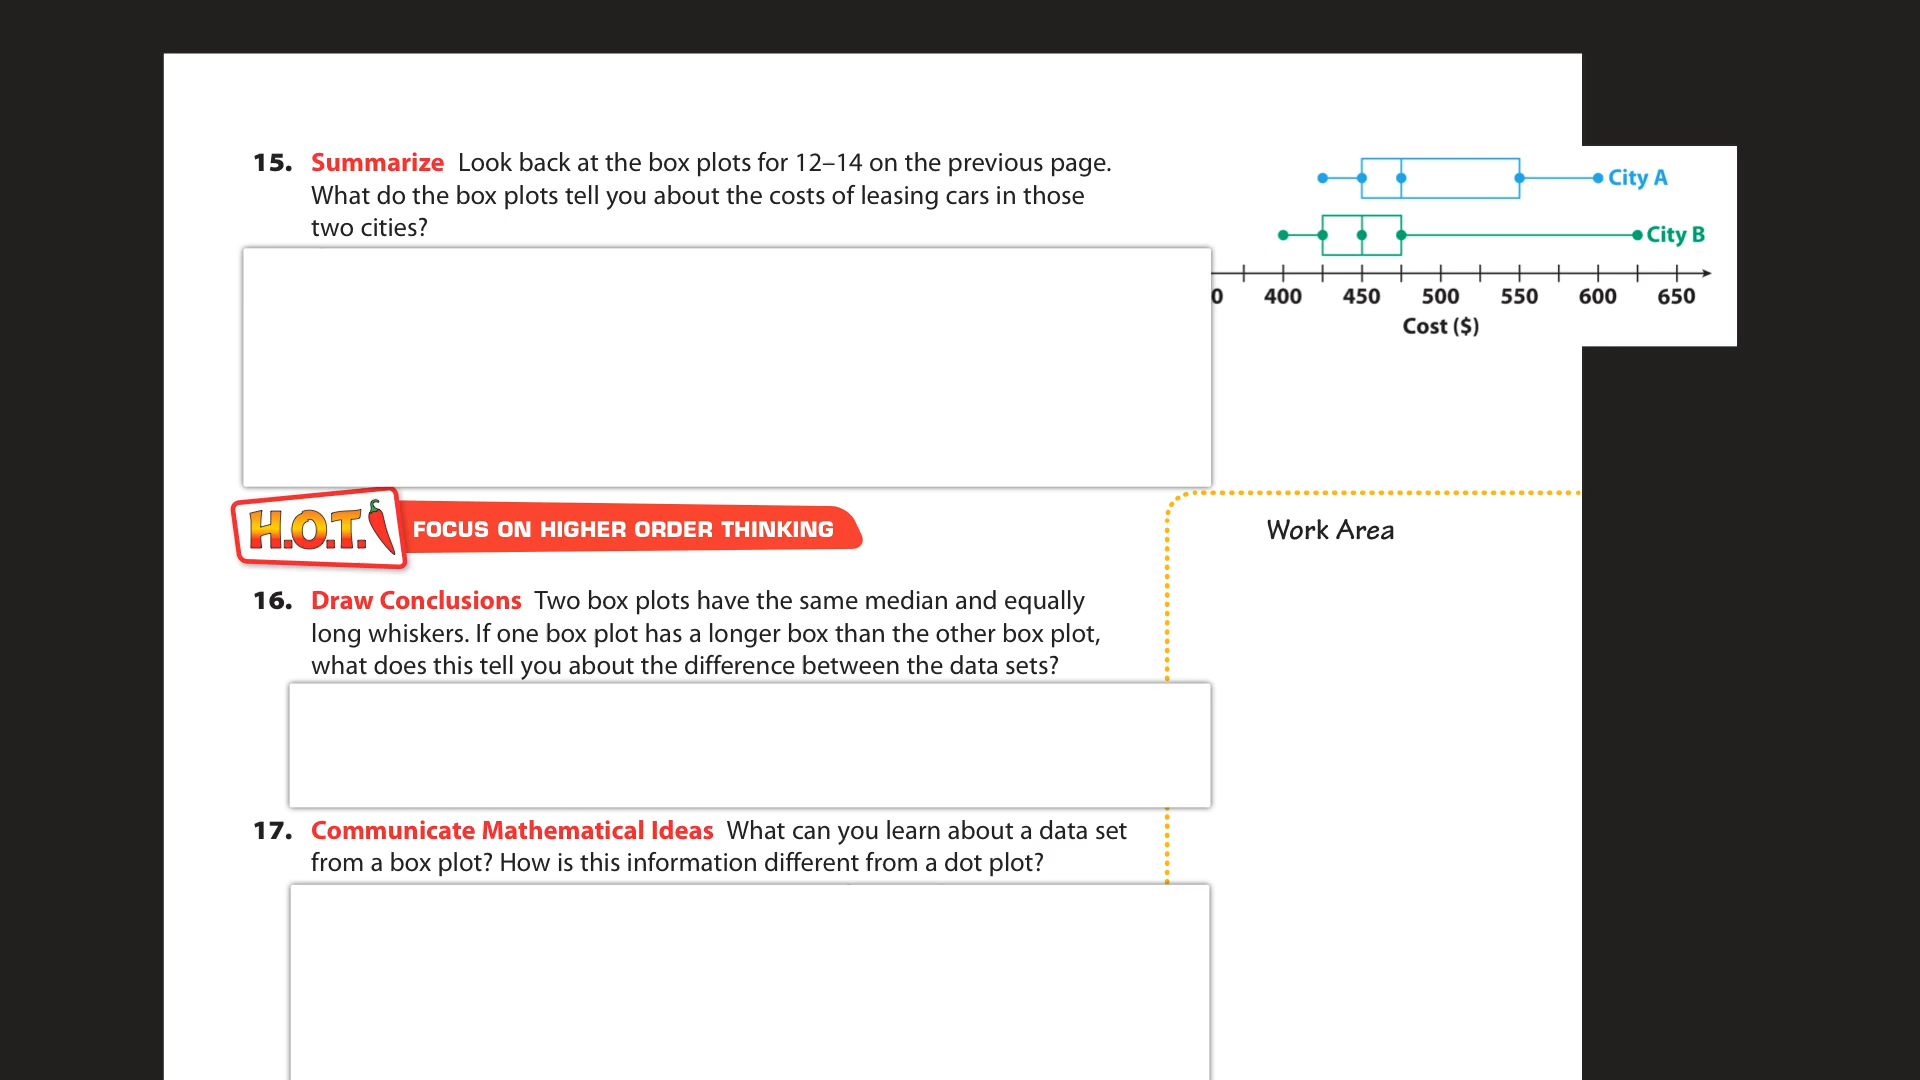 15. Summarize Look back at the box plots for 12–14 on the previous page.
What do the box plots tell you about the costs of leasing cars in those
two cities?
City A
City B
0 400 450 500 550 600 650
Cost ($)
H.O.T. FOCUS ON HIGHER ORDER THINKING
Work Area
16. Draw Conclusions Two box plots have the same median and equally
long whiskers. If one box plot has a longer box than the other box plot,
what does this tell you about the difference between the data sets?
17. Communicate Mathematical Ideas What can you learn about a data set
from a box plot? How is this information different from a dot plot?